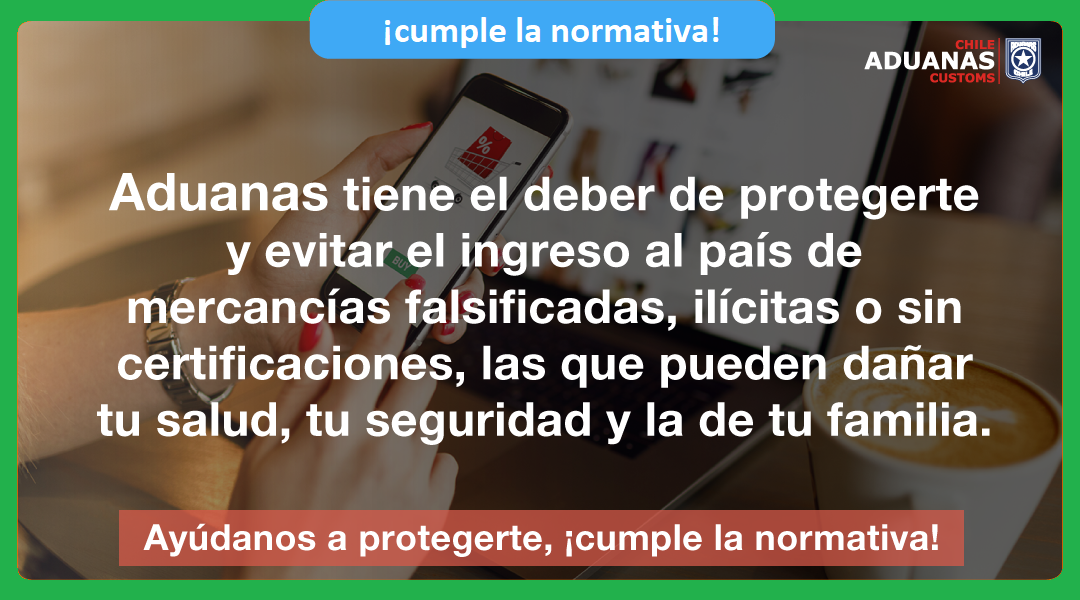 ¡cumple la normativa!
CHILE
ADUANAS
CUSTOMS
%
BUY
Aduanas tiene el deber de protegerte
y evitar el ingreso al país de
mercancías falsificadas, ilícitas o sin
certificaciones, las que pueden dañar
tu salud, tu seguridad y la de tu familia.
Ayúdanos a protegerte, ¡cumple la normativa!